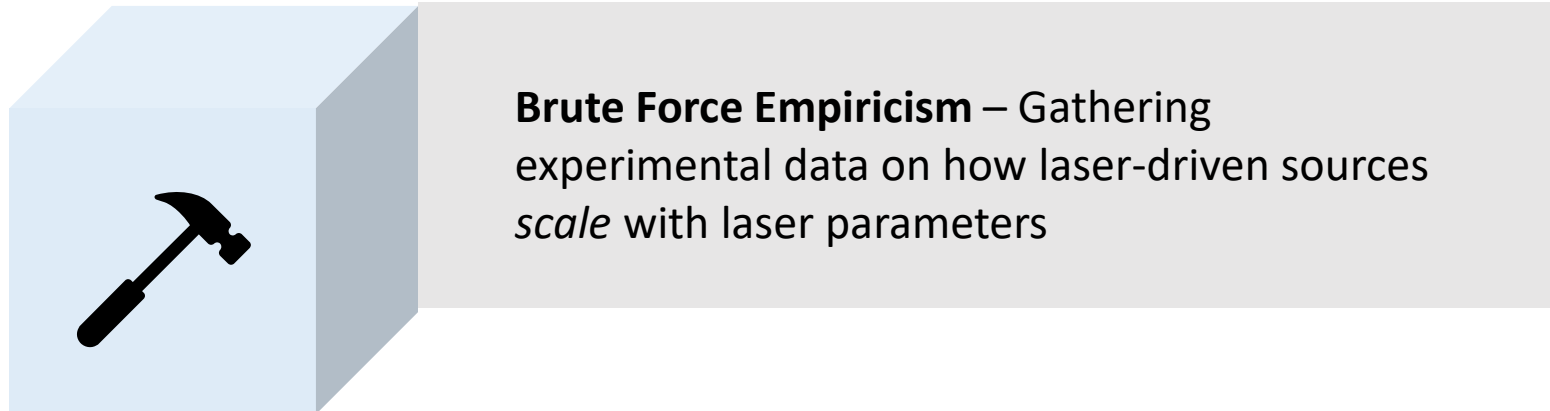 Brute Force Empiricism – Gathering
experimental data on how laser-driven sources
scale with laser parameters